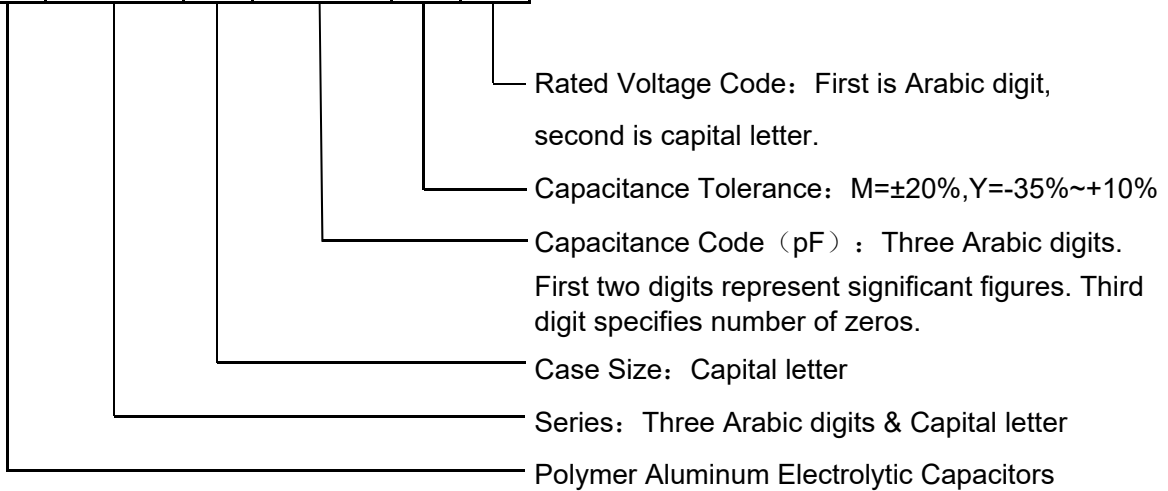 Rated Voltage Code：First is Arabic digit,
second is capital letter.
Capacitance Tolerance：M=±20%,Y=-35%~+10%
Capacitance Code（pF）：Three Arabic digits.
First two digits represent significant figures. Third
digit specifies number of zeros.
Case Size：Capital letter
Series：Three Arabic digits & Capital letter
Polymer Aluminum Electrolytic Capacitors